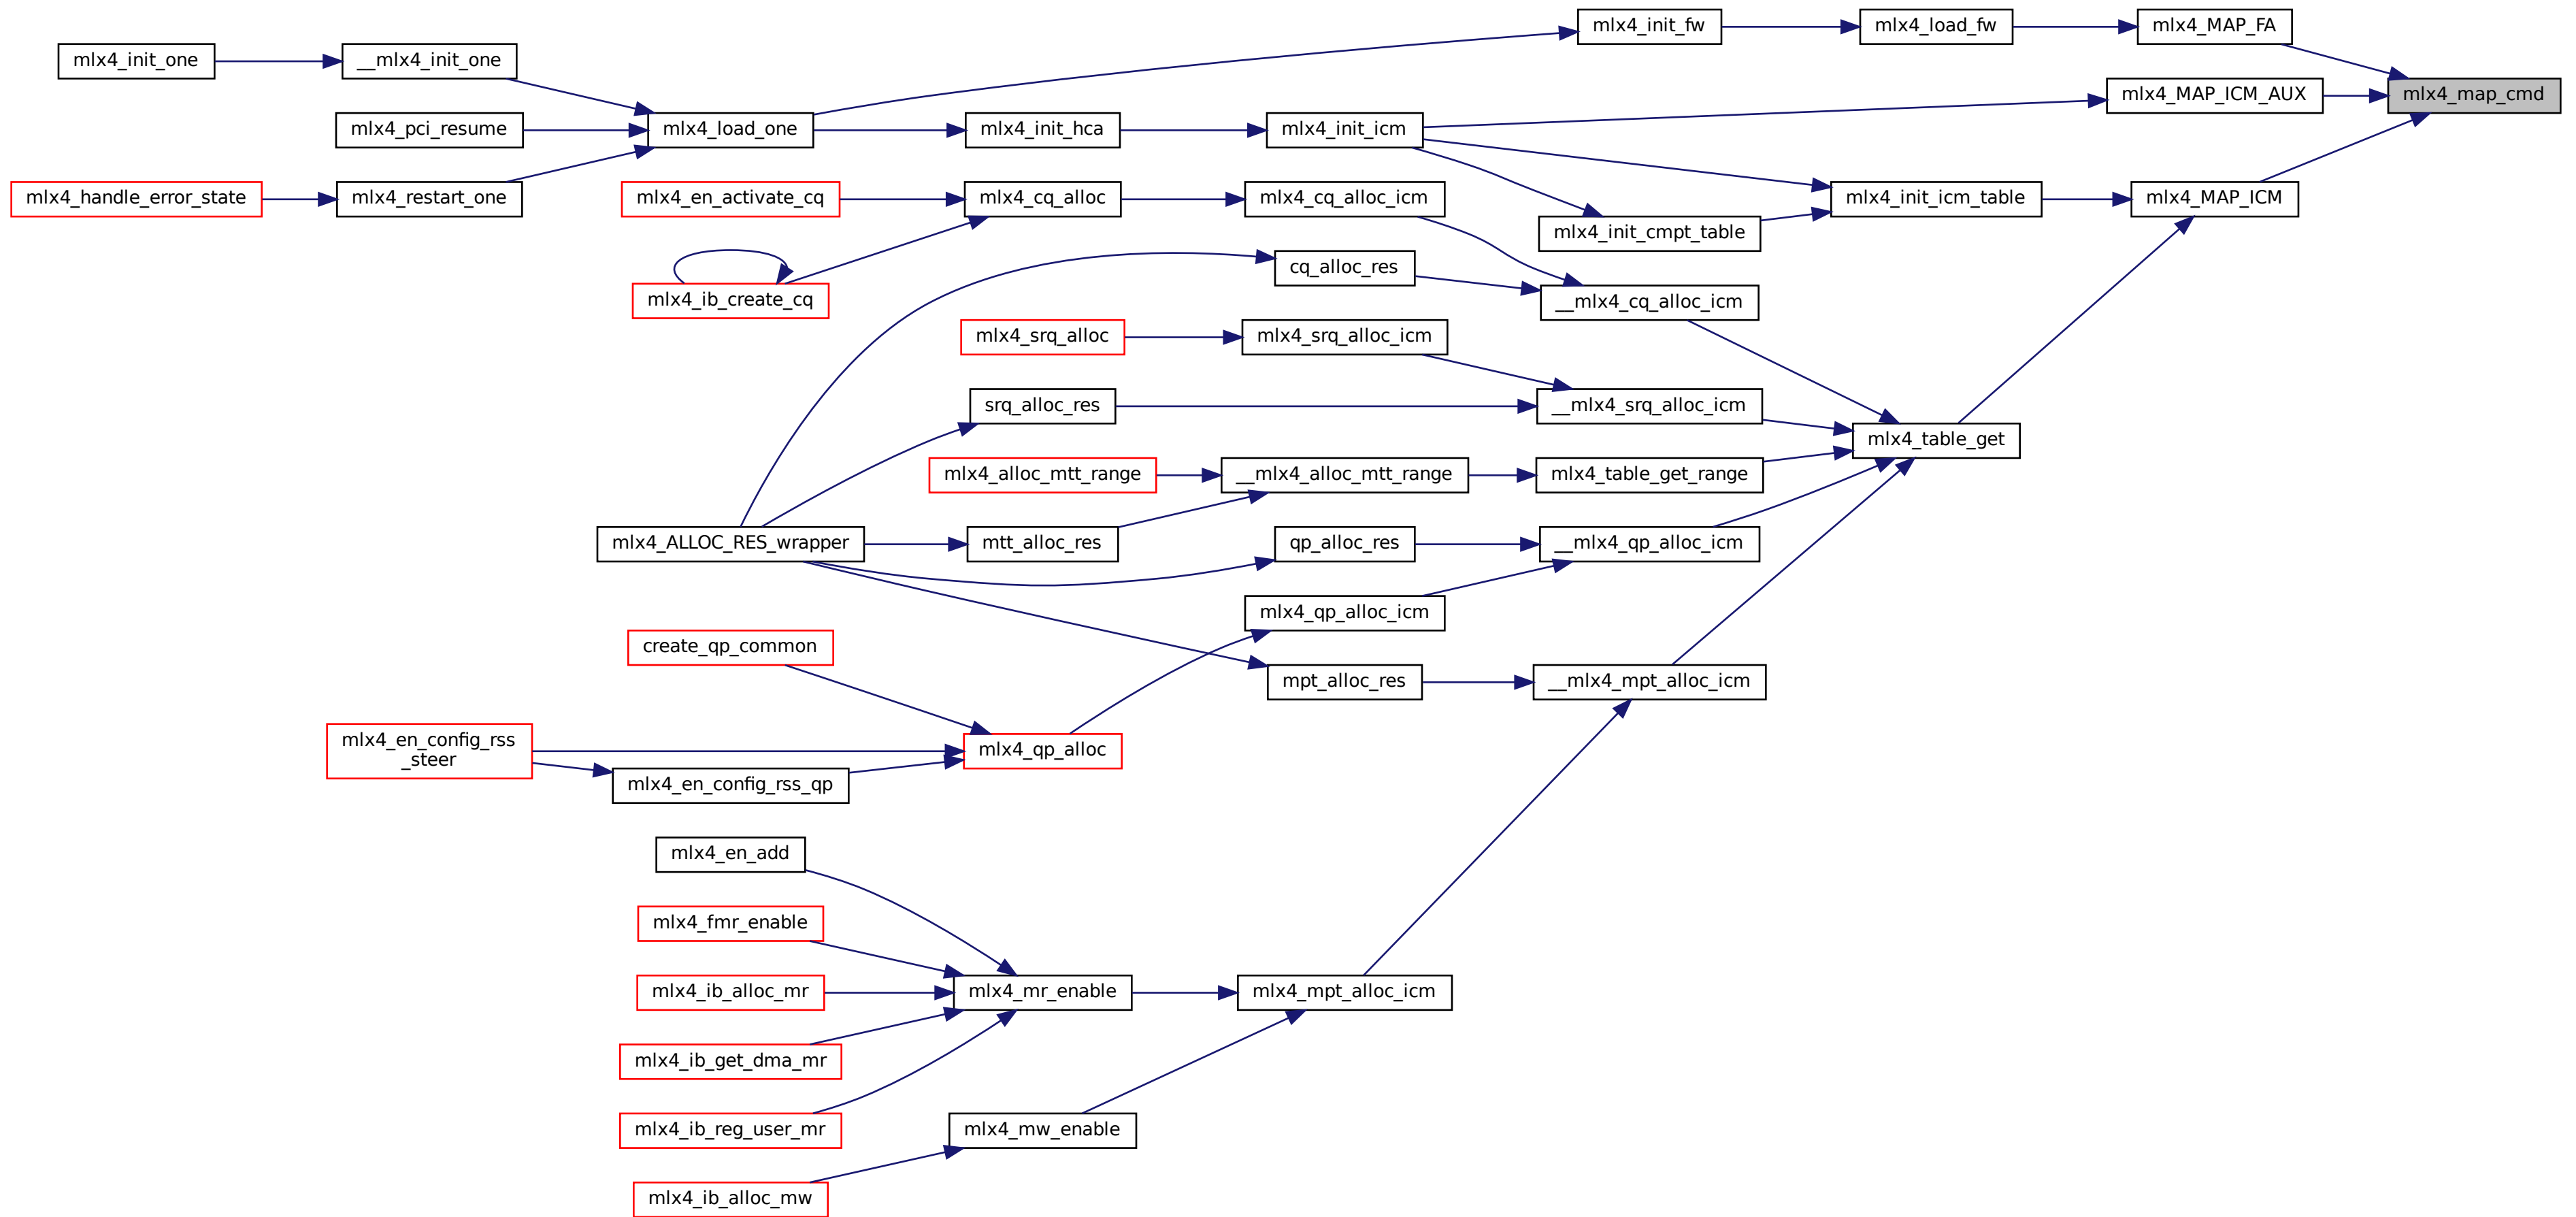 mlx4_init_fw
mlx4_load_fw
mlx4_MAP_FA
mlx4_init_one
__mlx4_init_one
mlx4_MAP_ICM_AUX
mlx4_map_cmd
mlx4_pci_resume
mlx4_load_one
mlx4_init_hca
mlx4_init_icm
mlx4_handle_error_state
mlx4_restart_one
mlx4_en_activate_cq
mlx4_cq_alloc
mlx4_cq_alloc_icm
mlx4_init_icm_table
mlx4_MAP_ICM
mlx4_init_cmpt_table
cq_alloc_res
mlx4_ib_create_cq
__mlx4_cq_alloc_icm
mlx4_srq_alloc
mlx4_srq_alloc_icm
srq_alloc_res
__mlx4_srq_alloc_icm
mlx4_table_get
mlx4_alloc_mtt_range
__mlx4_alloc_mtt_range
mlx4_table_get_range
mlx4_ALLOC_RES_wrapper
mtt_alloc_res
qp_alloc_res
__mlx4_qp_alloc_icm
mlx4_qp_alloc_icm
create_qp_common
mpt_alloc_res
__mlx4_mpt_alloc_icm
mlx4_en_config_rss
_steer
mlx4_qp_alloc
mlx4_en_config_rss_qp
mlx4_en_add
mlx4_fmr_enable
mlx4_ib_alloc_mr
mlx4_mr_enable
mlx4_mpt_alloc_icm
mlx4_ib_get_dma_mr
mlx4_ib_reg_user_mr
mlx4_mw_enable
mlx4_ib_alloc_mw